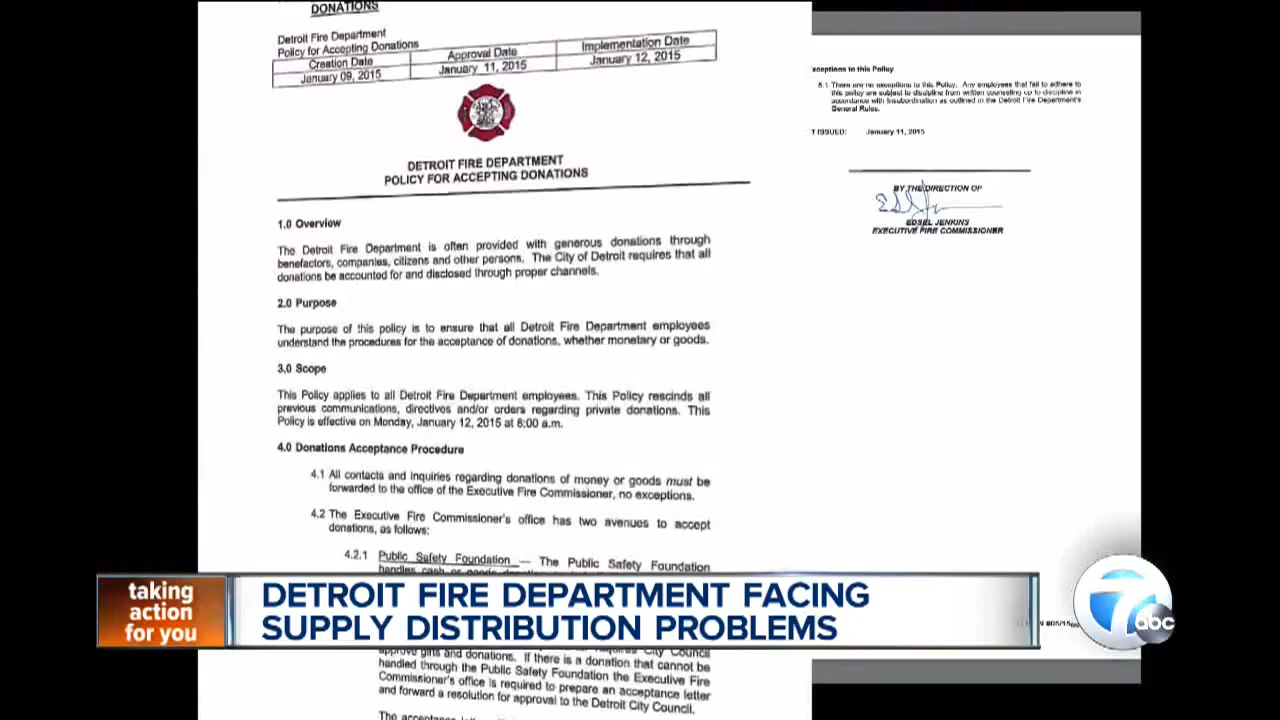 DONATIONS
Detroit Fire Department
Policy for Accepting Donations
Creation Date
Approval Date
Implementation Date
January 09, 2015
January 11, 2015
January 12, 2015
DETROIT FIRE DEPARTMENT
POLICY FOR ACCEPTING DONATIONS
1.0 Overview
The Detroit Fire Department is often provided with generous donations through
benefactors, companies, citizens and other persons. The City of Detroit requires that all
donations be accounted for and disclosed through proper channels.
2.0 Purpose
The purpose of this policy is to ensure that all Detroit Fire Department employees
understand the procedures for the acceptance of donations, whether monetary or goods.
3.0 Scope
This Policy applies to all Detroit Fire Department employees. This Policy rescinds all
previous communications, directives and/or orders regarding private donations. This
Policy is effective on Monday, January 12, 2015 at 8:00 a.m.
4.0 Donations Acceptance Procedure
4.1 All contacts and inquiries regarding donations of money or goods must be
forwarded to the office of the Executive Fire Commissioner, no exceptions.
4.2 The Executive Fire Commissioner's office has two avenues to accept
donations, as follows:
4.2.1 Public Safety Foundation — The Public Safety Foundation
handles cash or goods
City Council
approve gifts and donations. If there is a donation that cannot be
handled through the Public Safety Foundation the Executive Fire
Commissioner's office is required to prepare an acceptance letter
and forward a resolution for approval to the Detroit City Council.
The acceptance
xceptions to this Policy
5.1 There are no exceptions to this Policy. Any employees that fail to adhere to
this policy are subject to discipline from written counseling up to discipline in
accordance with Insubordination as outlined in the Detroit Fire Department's
General Rules.
T ISSUED: January 11, 2015
BY THE DIRECTION OF
EDSEL JENKINS
EXECUTIVE FIRE COMMISSIONER
taking
action
for you
DETROIT FIRE DEPARTMENT FACING
SUPPLY DISTRIBUTION PROBLEMS
7
abc